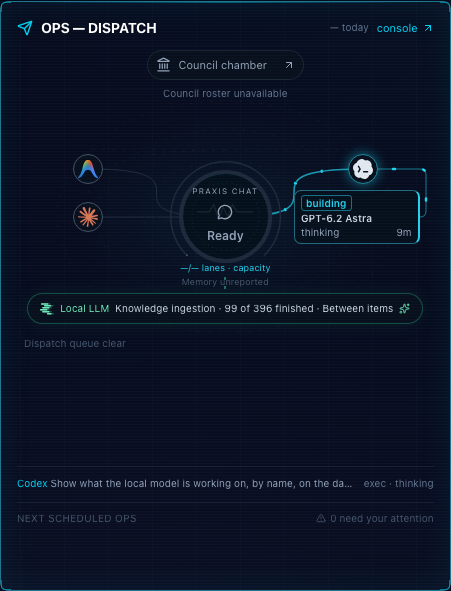 OPS — DISPATCH
— today console
Council chamber
Council roster unavailable
PRAXIS CHAT
Ready
building
GPT-6.2 Astra
thinking 9m
—/— lanes · capacity
Memory unreported
Local LLM Knowledge ingestion · 99 of 396 finished · Between items
Dispatch queue clear
Codex Show what the local model is working on, by name, on the da... exec · thinking
NEXT SCHEDULED OPS 0 need your attention